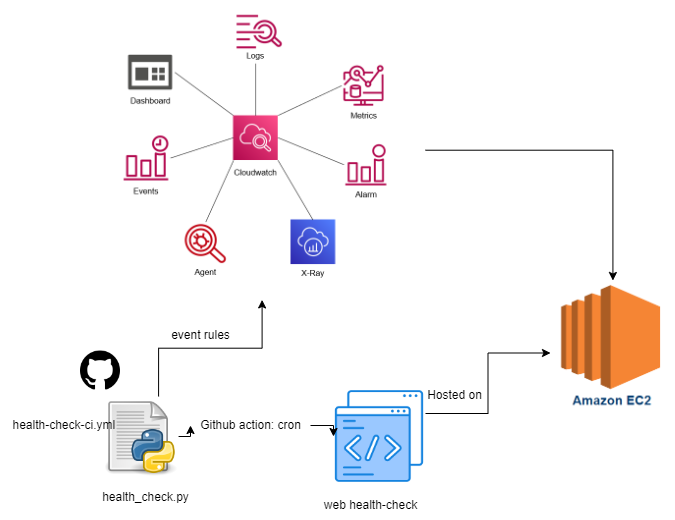 Logs
Dashboard
Metrics
Cloudwatch
Events
Alarm
Agent
X-Ray
event rules
Amazon EC2
Hosted on
health-check-ci.yml
Github action: cron
health_check.py
web health-check